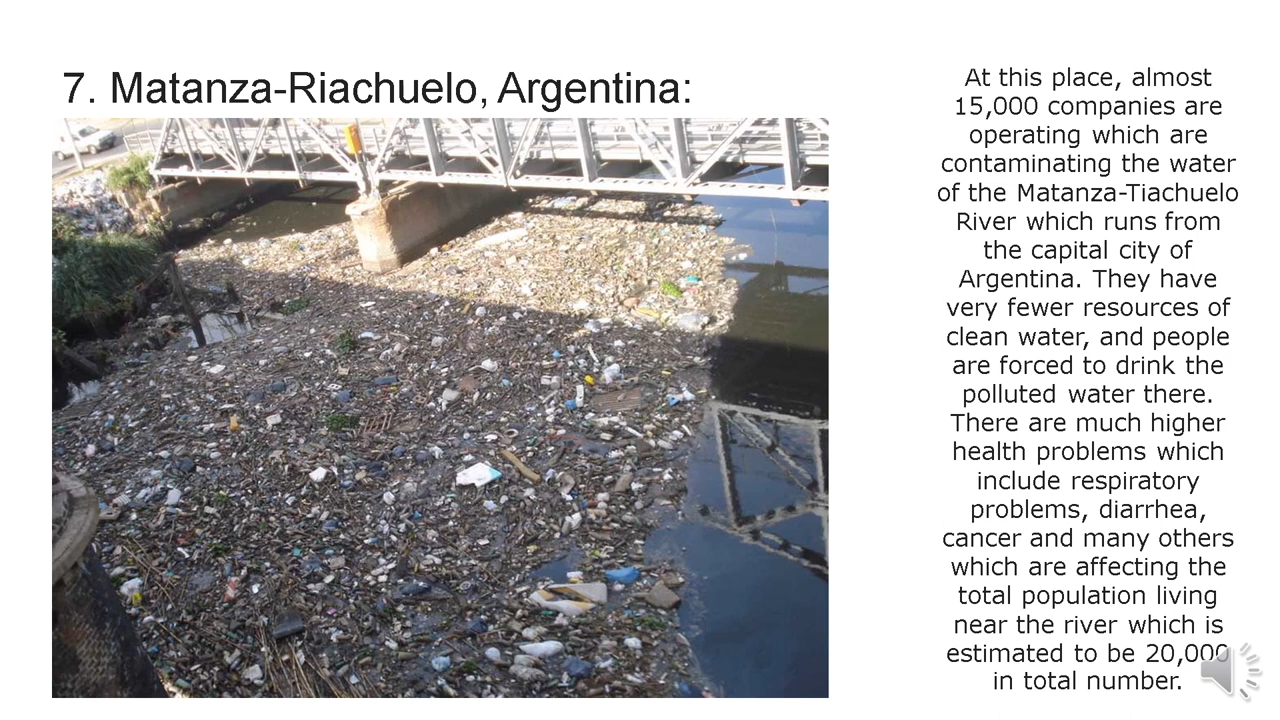 7. Matanza-Riachuelo, Argentina:
At this place, almost
15,000 companies are
operating which are
contaminating the water
of the Matanza-Tiachuelo
River which runs from
the capital city of
Argentina. They have
very fewer resources of
clean water, and people
are forced to drink the
polluted water there.
There are much higher
health problems which
include respiratory
problems, diarrhea,
cancer and many others
which are affecting the
total population living
near the river which is
estimated to be 20,000
in total number.